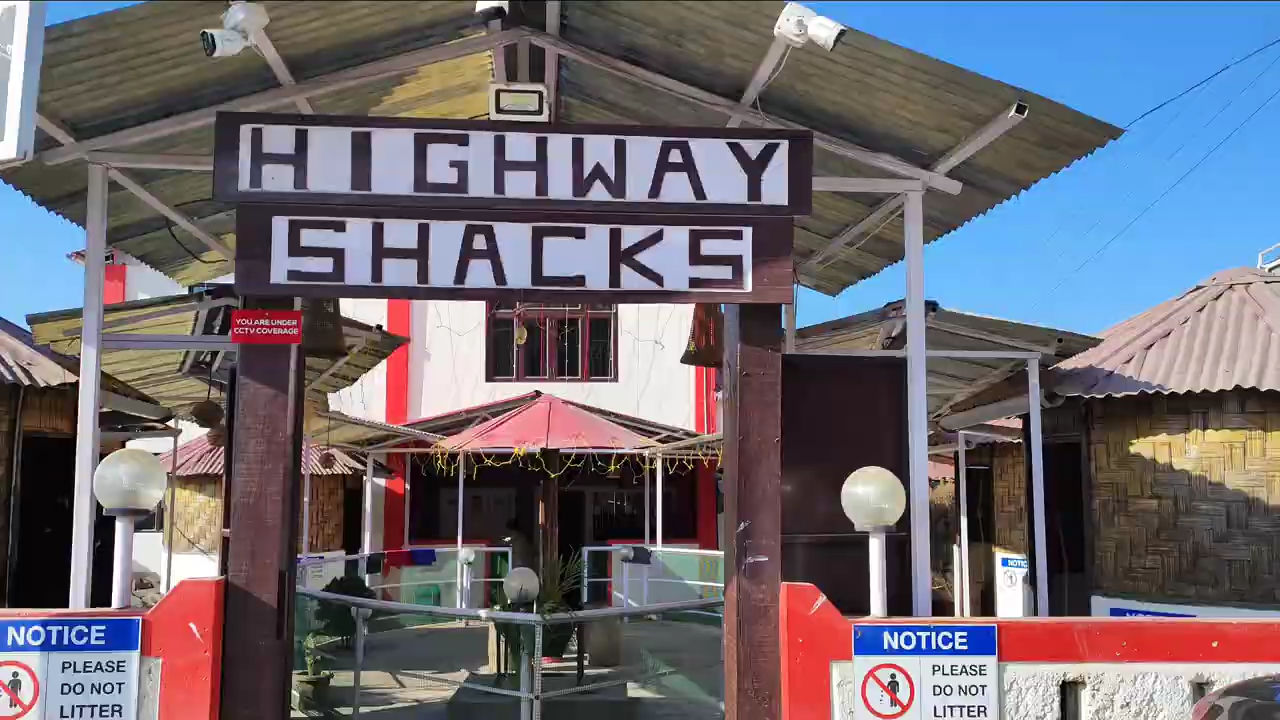 HIGHWAY
SHACKS
YOU ARE UNDER
CCTV COVERAGE
NOTICE
PLEASE
DO NOT
LITTER
NOTICE
PLEASE
DO NOT
LITTER